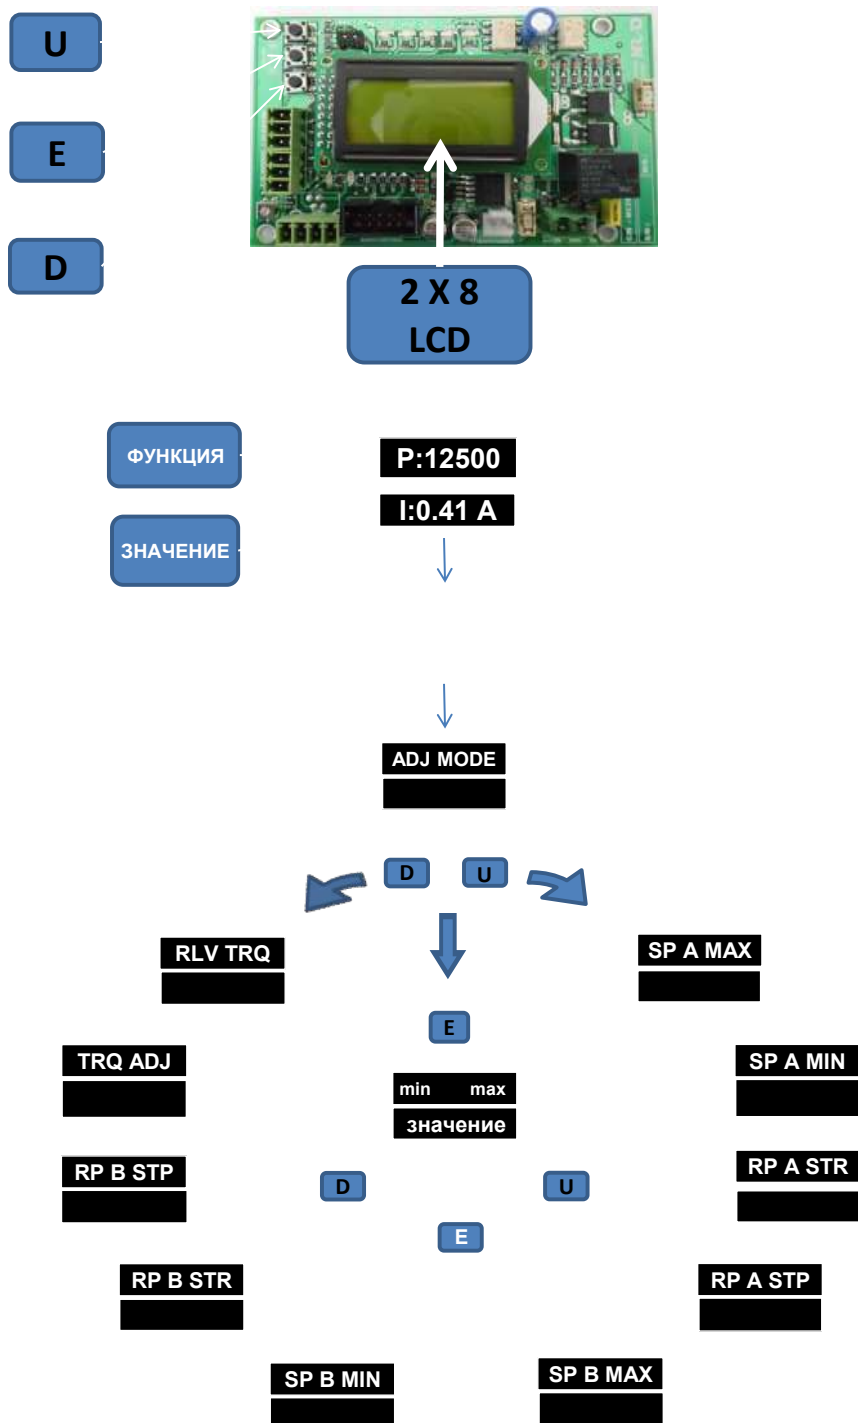 U
E
D
2 X 8
LCD
ФУНКЦИЯ
P:12500
I:0.41 A
ЗНАЧЕНИЕ
ADJ MODE
D
U
RLV TRQ
SP A MAX
E
TRQ ADJ
SP A MIN
min max
значение
RP B STP
RP A STR
D
U
E
RP B STR
RP A STP
SP B MIN
SP B MAX